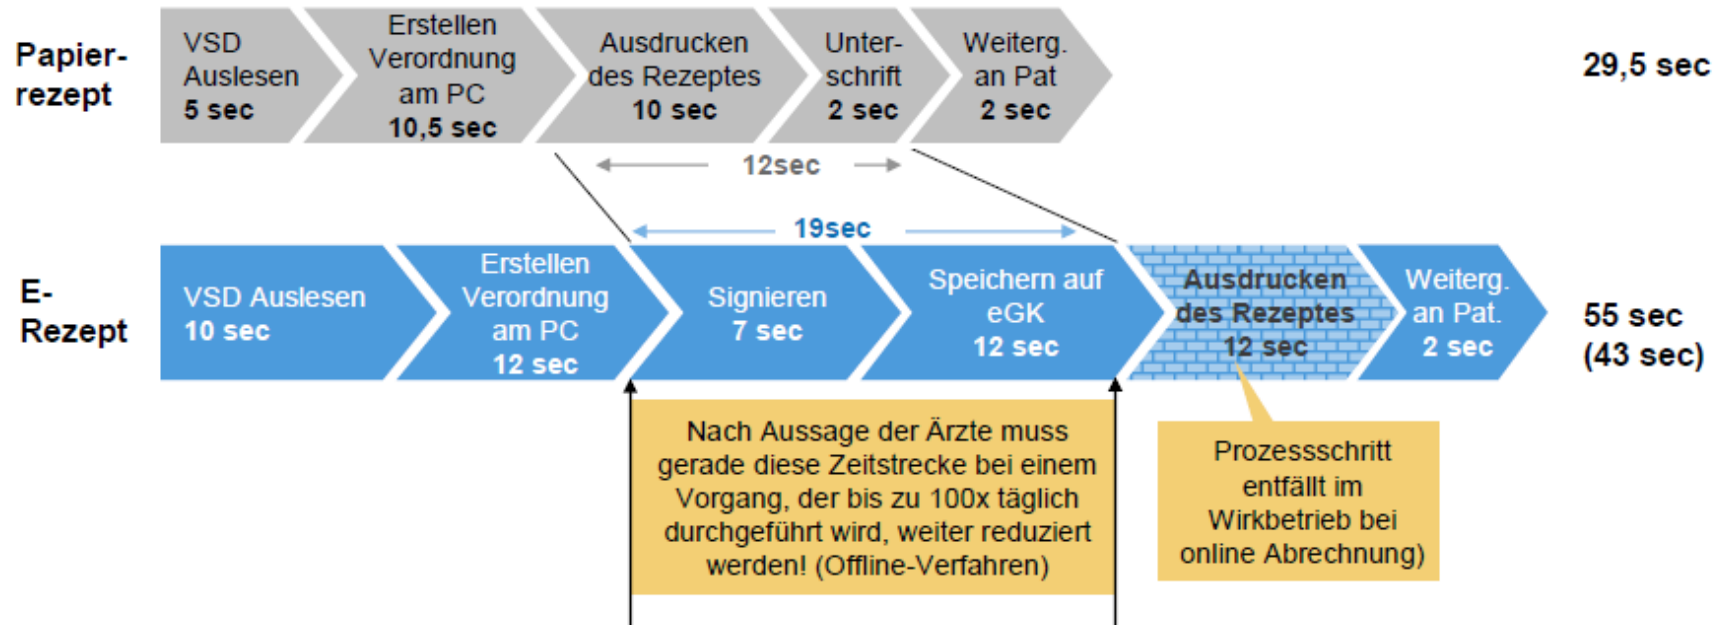 Papier-
rezept
VSD
Auslesen
5 sec
Erstellen
Verordnung
am PC
10,5 sec
Ausdrucken
des Rezeptes
10 sec
Unter-
schrift
2 sec
Weiterg.
an Pat
2 sec
29,5 sec
12sec
19sec
E-
Rezept
VSD Auslesen
10 sec
Erstellen
Verordnung
am PC
12 sec
Signieren
7 sec
Speichern auf
eGK
12 sec
Ausdrucken
des Rezeptes
12 sec
Weiterg.
an Pat.
2 sec
55 sec
(43 sec)
Nach Aussage der Ärzte muss
gerade diese Zeitstrecke bei einem
Vorgang, der bis zu 100x täglich
durchgeführt wird, weiter reduziert
werden! (Offline-Verfahren)
Prozessschritt
entfällt im
Wirkbetrieb bei
online Abrechnung)